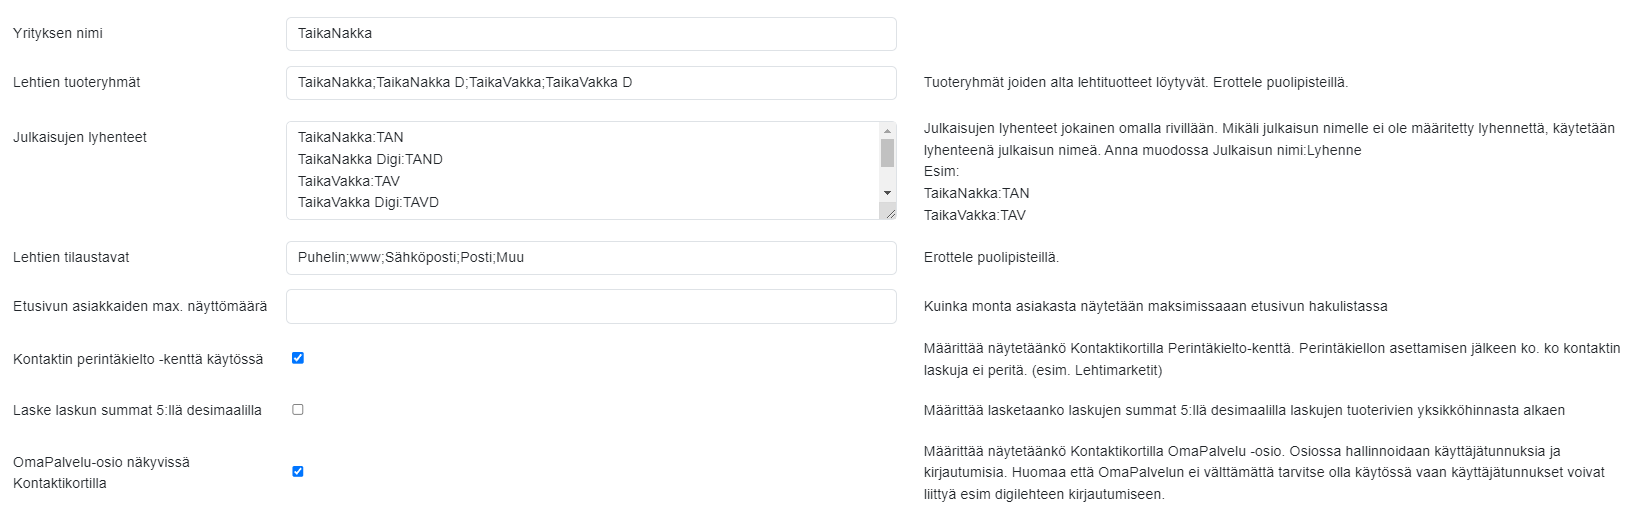 Yrityksen nimi
TaikaNakka
Lehtien tuoteryhmät
TaikaNakka;TaikaNakka D;TaikaVakka;TaikaVakka D
Tuoteryhmät joiden alta lehtituotteet löytyvät. Erottele puolipisteillä.
Julkaisujen lyhenteet
TaikaNakka:TAN
TaikaNakka Digi:TAND
TaikaVakka:TAV
TaikaVakka Digi:TAVD
Julkaisujen lyhenteet jokainen omalla rivillään. Mikäli julkaisun nimelle ei ole määritetty lyhennettä, käytetään
lyhenteenä julkaisun nimeä. Anna muodossa Julkaisun nimi:Lyhenne
Esim:
TaikaNakka:TAN
TaikaVakka:TAV
Lehtien tilaustavat
Puhelin;www;Sähköposti;Posti;Muu
Erottele puolipisteillä.
Etusivun asiakkaiden max. näyttömäärä
Kuinka monta asiakasta näytetään maksimissaaan etusivun hakulistassa
Kontaktin perintäkielto -kenttä käytössä
Määrittää näytetäänkö Kontaktikortilla Perintäkielto-kenttä. Perintäkiellon asettamisen jälkeen ko. ko kontaktin
laskuja ei peritä. (esim. Lehtimarketit)
Laske laskun summat 5:llä desimaalilla
Määrittää lasketaanko laskujen summat 5:llä desimaalilla laskujen tuoterivien yksikköhinnasta alkaen
OmaPalvelu-osio näkyvissä
Kontaktikortilla
Määrittää näytetäänkö Kontaktikortilla OmaPalvelu -osio. Osiossa hallinnoidaan käyttäjätunnuksia ja
kirjautumisia. Huomaa että OmaPalvelun ei välttämättä tarvitse olla käytössä vaan käyttäjätunnukset voivat
liittyä esim digilehteen kirjautumiseen.